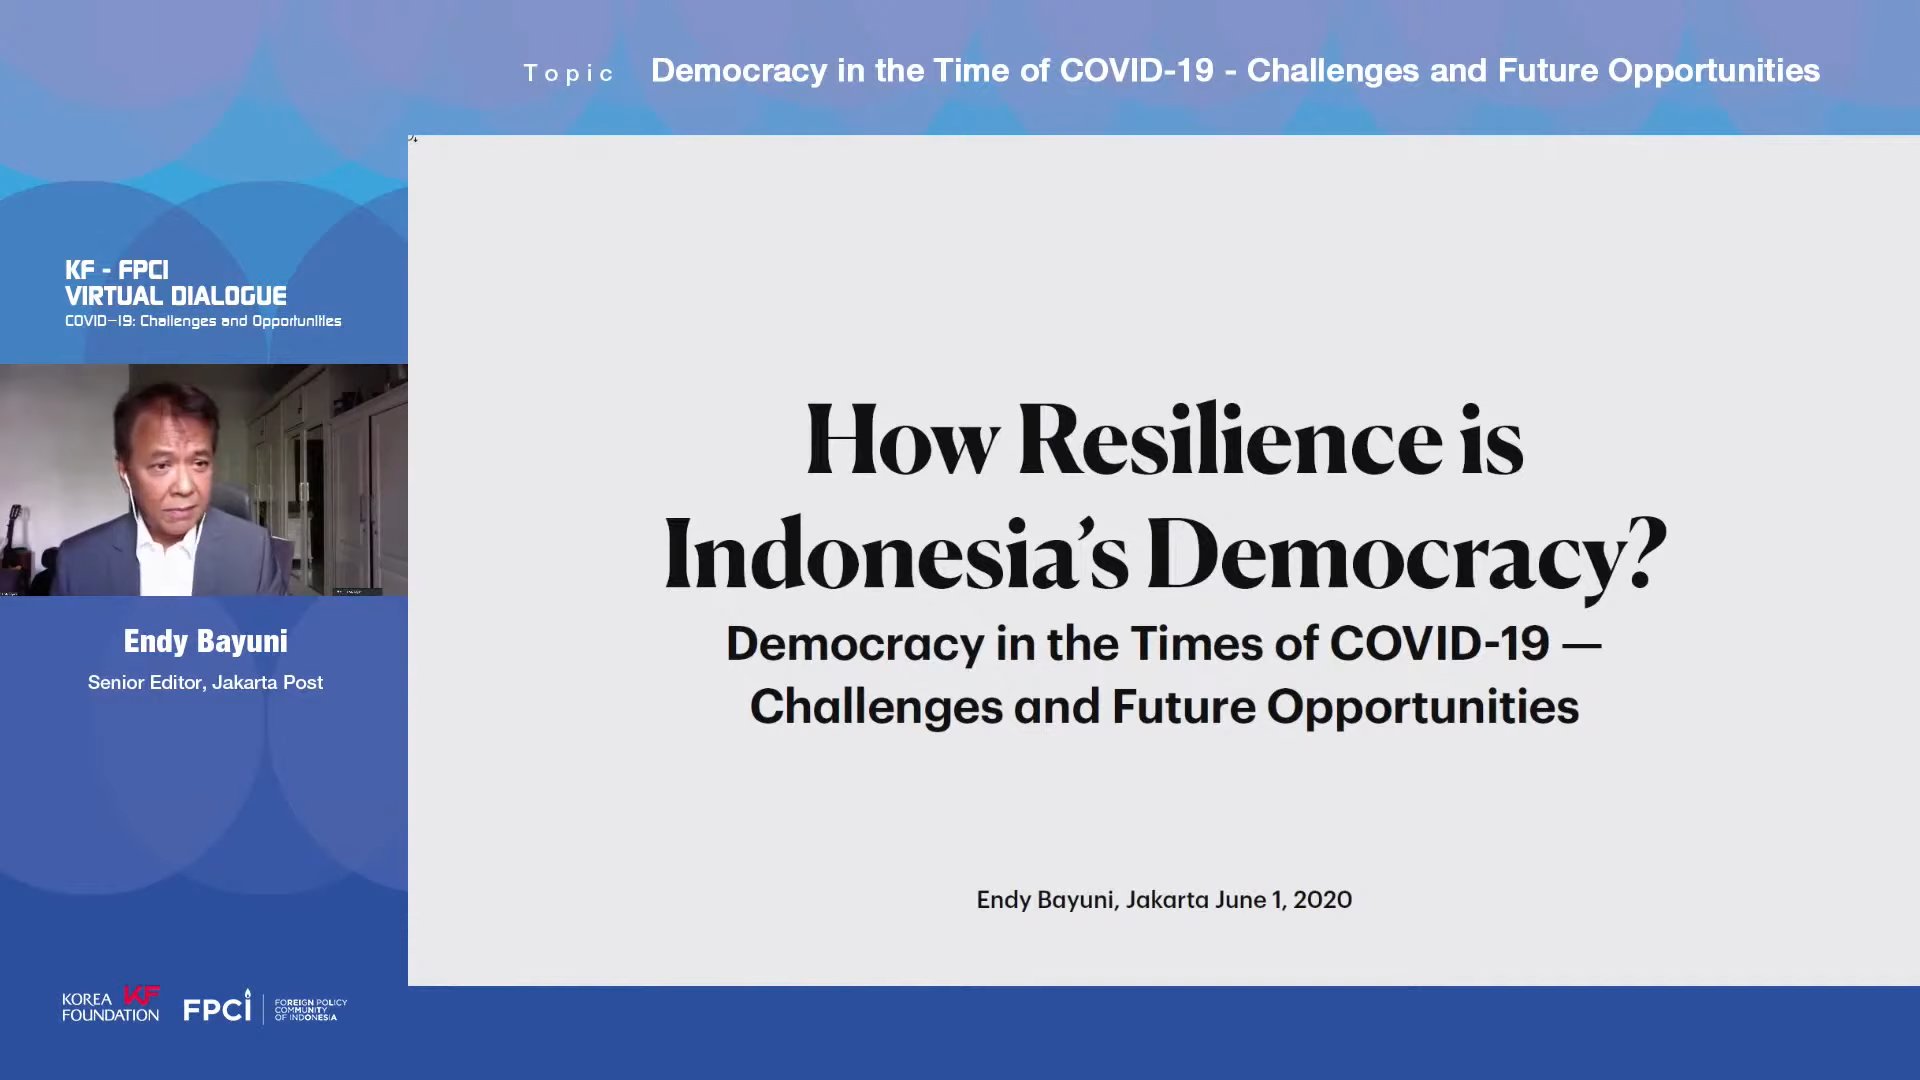 Topic Democracy in the Time of COVID-19 - Challenges and Future Opportunities
KF - FPCI
VIRTUAL DIALOGUE
COVID-19: Challenges and Opportunities
Endy Bayuni
Senior Editor, Jakarta Post
How Resilience is
Indonesia’s Democracy?
Democracy in the Times of COVID-19 —
Challenges and Future Opportunities
Endy Bayuni, Jakarta June 1, 2020
KOREA KF
FOUNDATION
FPCI
FOREIGN POLICY
COMMUNITY
OF INDONESIA